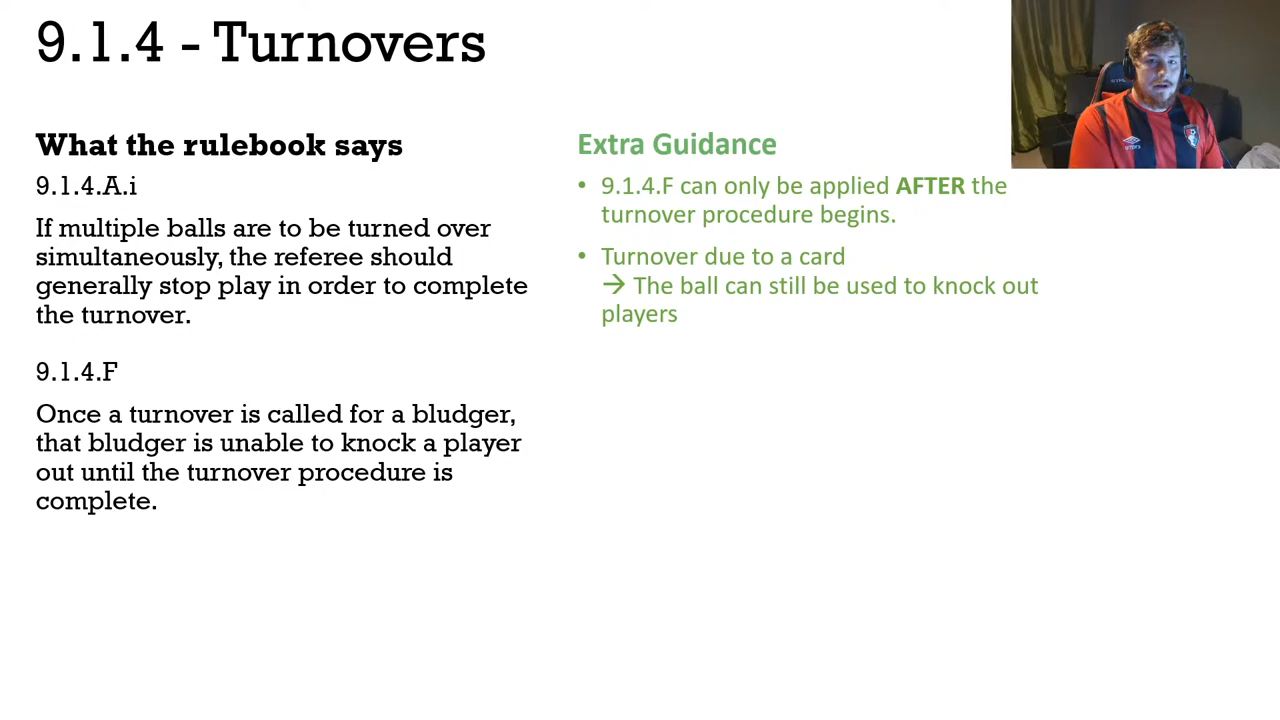 9.1.4 - Turnovers
What the rulebook says
9.1.4.A.i
If multiple balls are to be turned over
simultaneously, the referee should
generally stop play in order to complete
the turnover.
9.1.4.F
Once a turnover is called for a bludger,
that bludger is unable to knock a player
out until the turnover procedure is
complete.
Extra Guidance
• 9.1.4.F can only be applied AFTER the
turnover procedure begins.
• Turnover due to a card
→ The ball can still be used to knock out
players